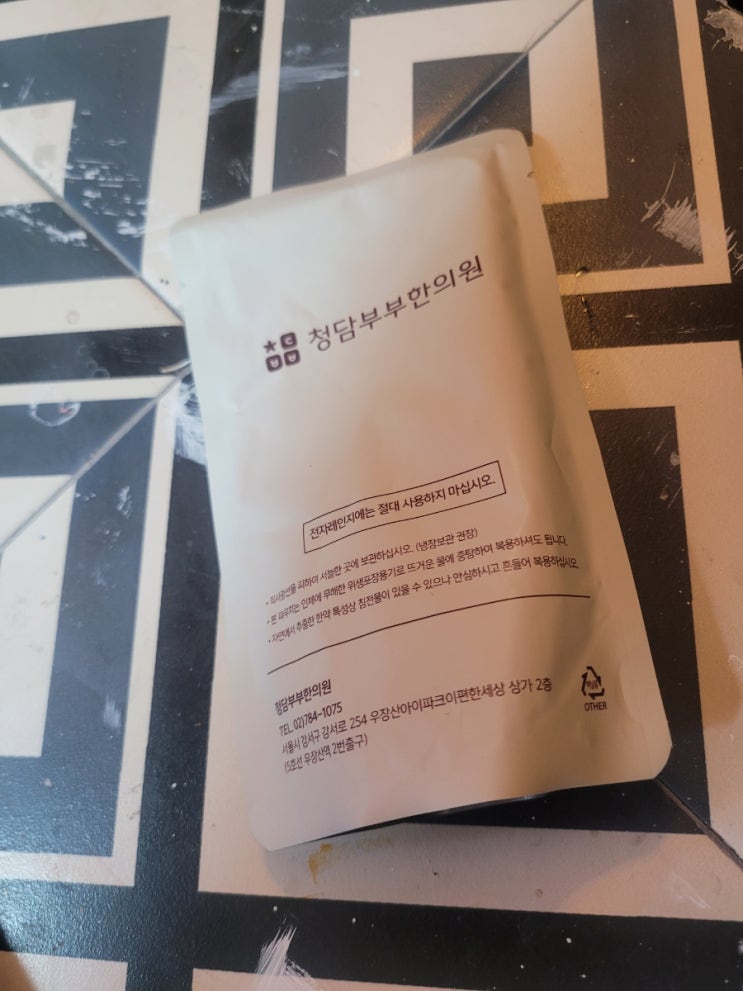 청담부부한의원
전자레인지에는 절대 사용하지 마십시오.
• 직사광선을 피하여 서늘한 곳에 보관하십시오. (냉장보관 권장)
• 본 파우치는 인체에 무해한 위생포장용기로 뜨거운 물에 중탕하여 복용하셔도 됩니다.
• 자연에서 추출한 한약 특성상 침전물이 있을 수 있으나 안심하시고 흔들어 복용하십시오.
청담부부한의원
TEL. 02)784-1075
서울시 강서구 강서로 254 우장산아이파크이편한세상 상가 2층
(5호선 우장산역 2번출구)
OTHER